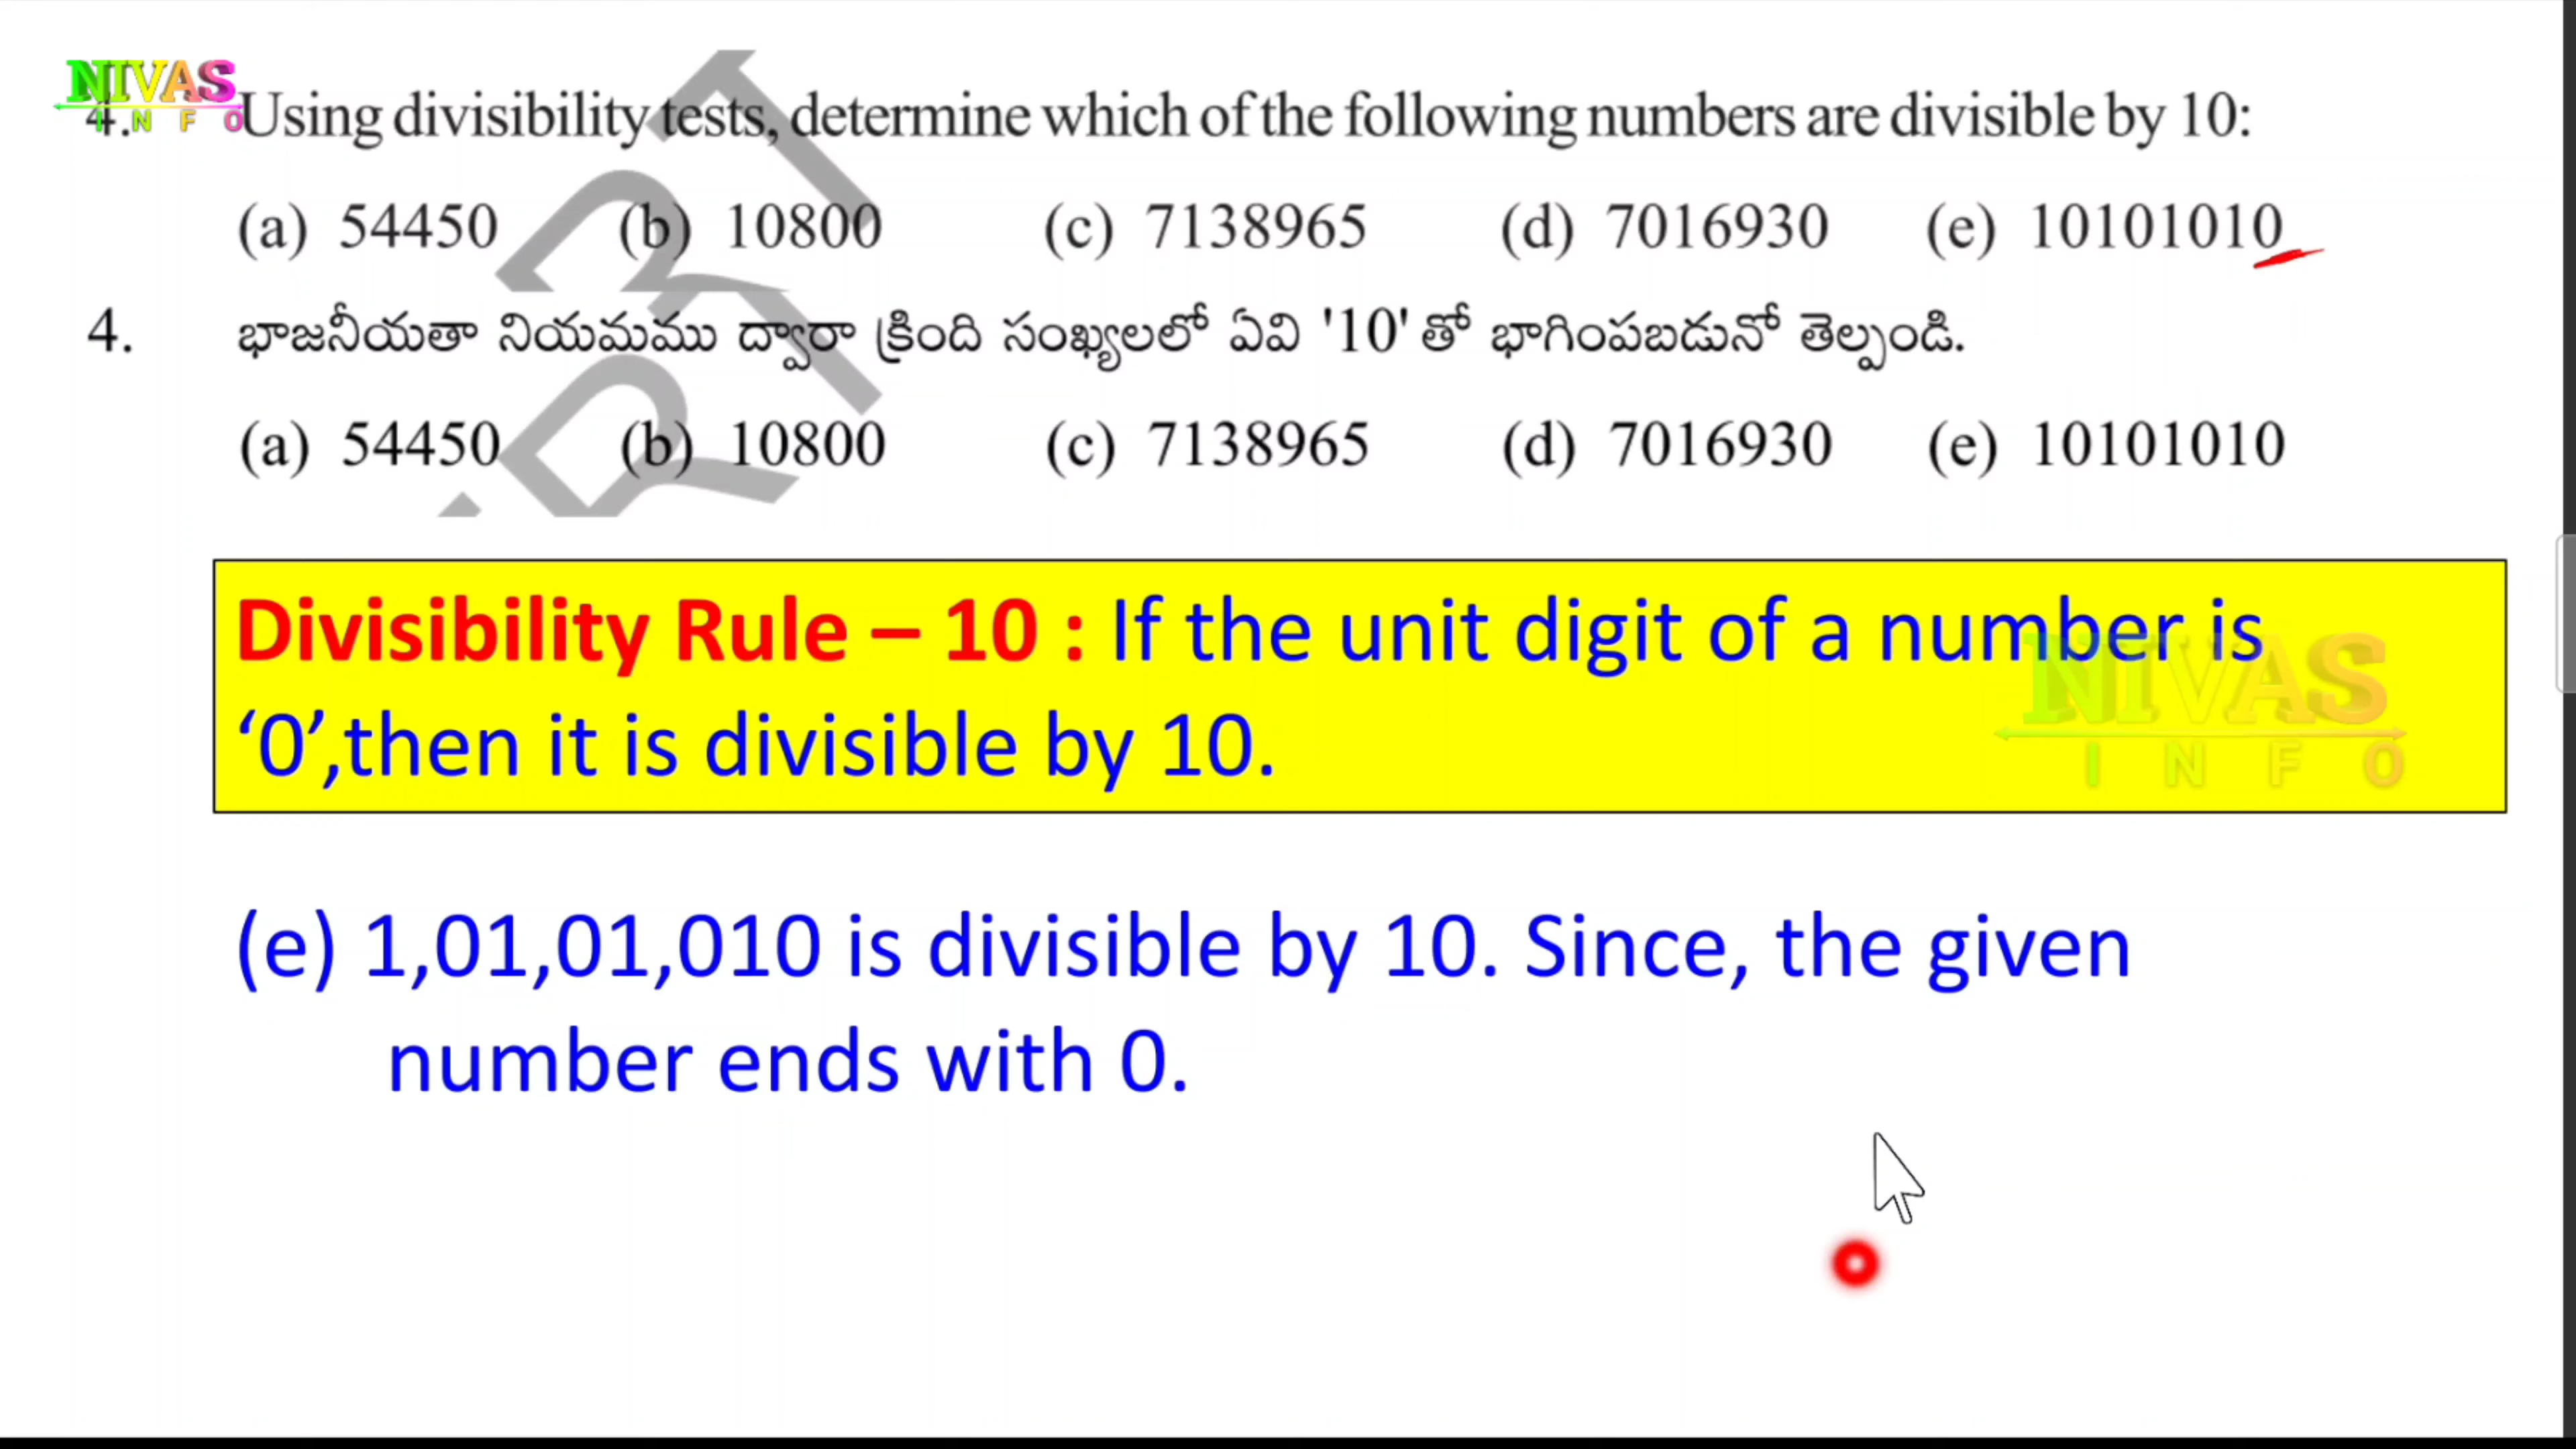 NIVAS
I N F O
4. Using divisibility tests, determine which of the following numbers are divisible by 10:
(a) 54450 (b) 10800 (c) 7138965 (d) 7016930 (e) 10101010
4. భాజనీయతా నియమము ద్వారా క్రింది సంఖ్యలలో ఏవి '10' తో భాగింపబడునో తెల్పండి.
(a) 54450 (b) 10800 (c) 7138965 (d) 7016930 (e) 10101010
Divisibility Rule – 10 : If the unit digit of a number is
‘0’,then it is divisible by 10.
NIVAS
I N F O
(e) 1,01,01,010 is divisible by 10. Since, the given
number ends with 0.